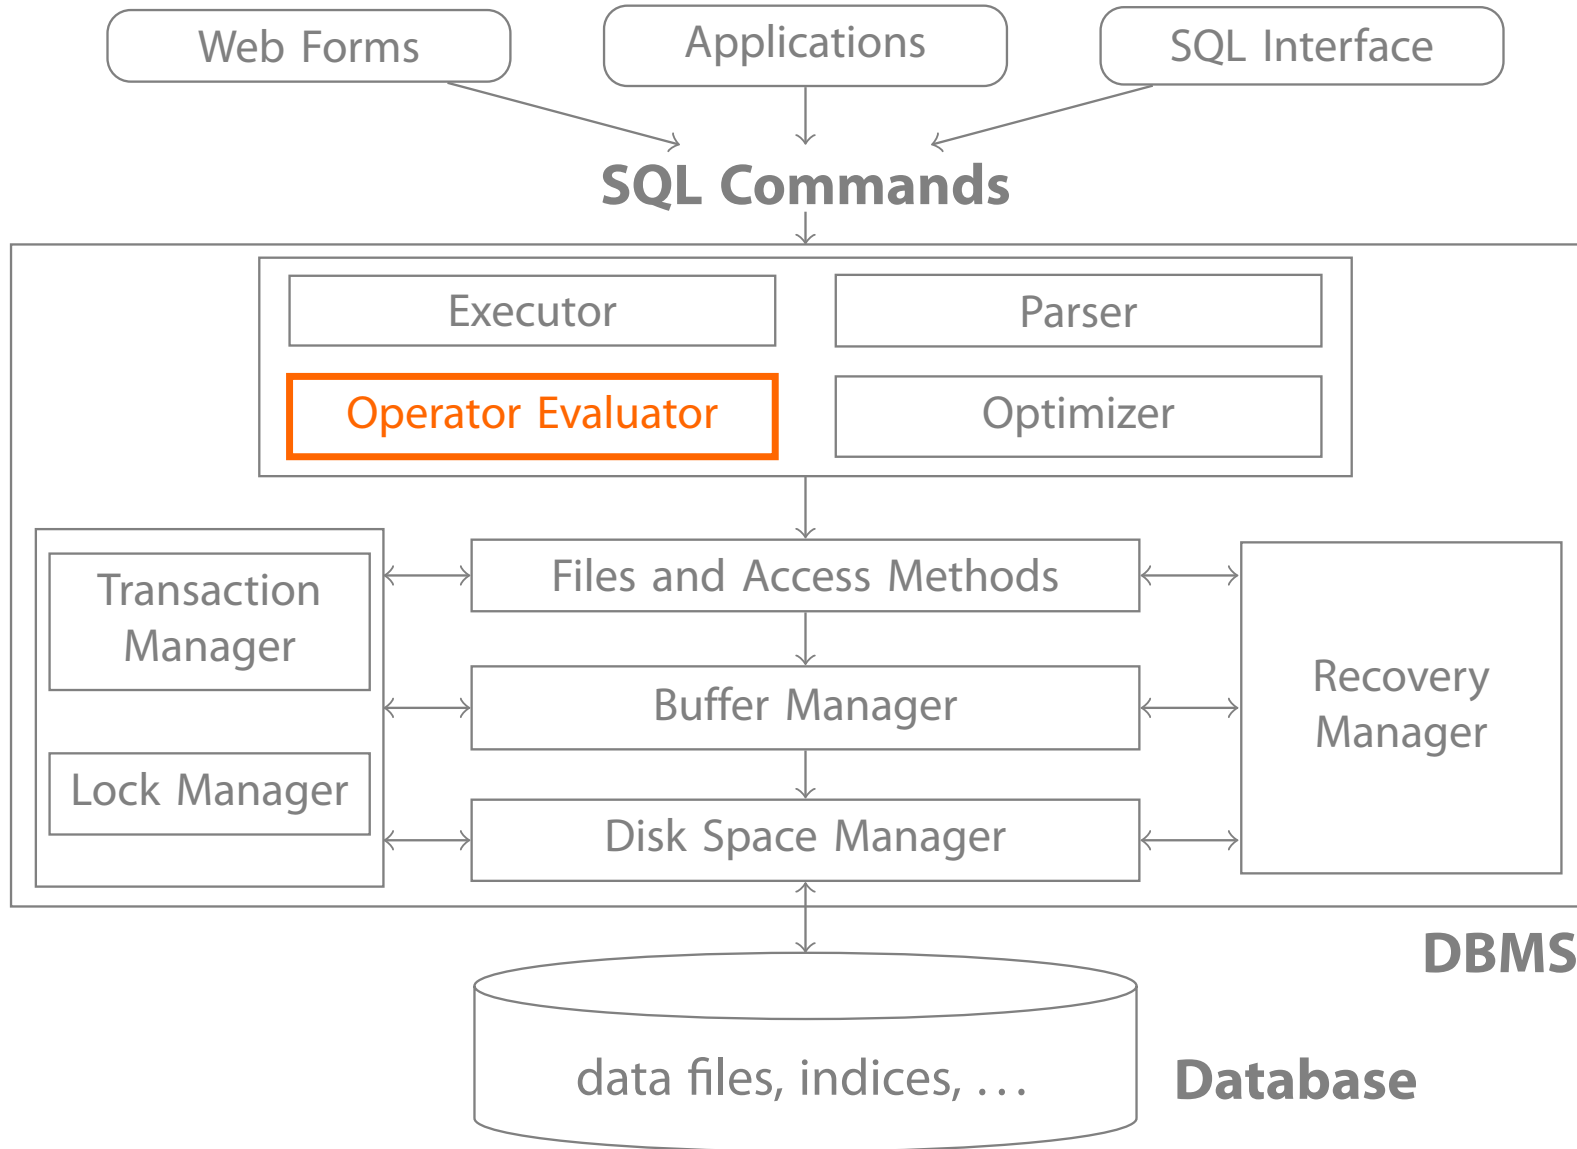 Web Forms
Applications
SQL Interface
SQL Commands
Executor
Parser
Operator Evaluator
Optimizer
Transaction
Manager
Lock Manager
Files and Access Methods
Buffer Manager
Disk Space Manager
Recovery
Manager
DBMS
data files, indices, ...
Database